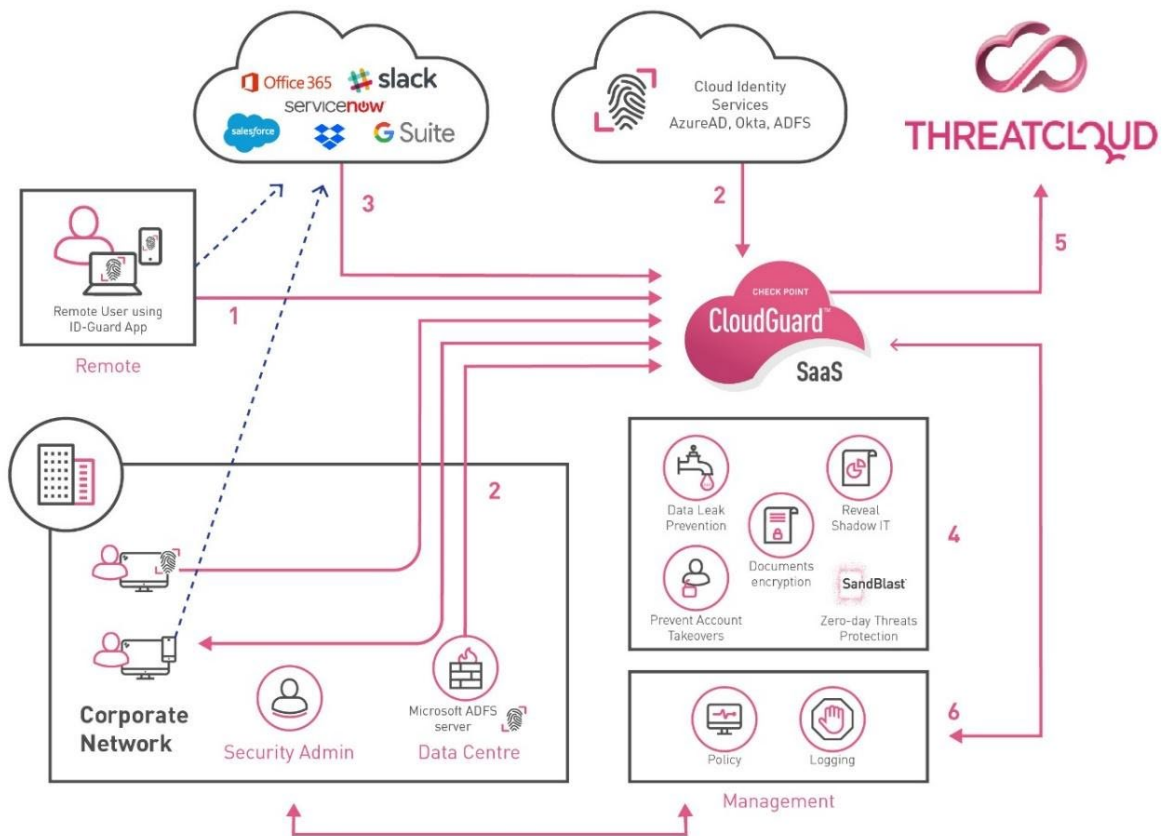 Office 365
slack
servicenow
salesforce
G Suite
Cloud Identity
Services
AzureAD, Okta, ADFS
THREATCLOUD
3
2
5
Remote User using
ID-Guard App
1
Remote
CHECK POINT
CloudGuard™
SaaS
2
Data Leak
Prevention
Reveal
Shadow IT
4
Documents
encryption
SandBlast
Prevent Account
Takeovers
Zero-day Threats
Protection
Corporate
Network
Security Admin
Microsoft ADFS
server
Data Centre
6
Policy
Logging
Management